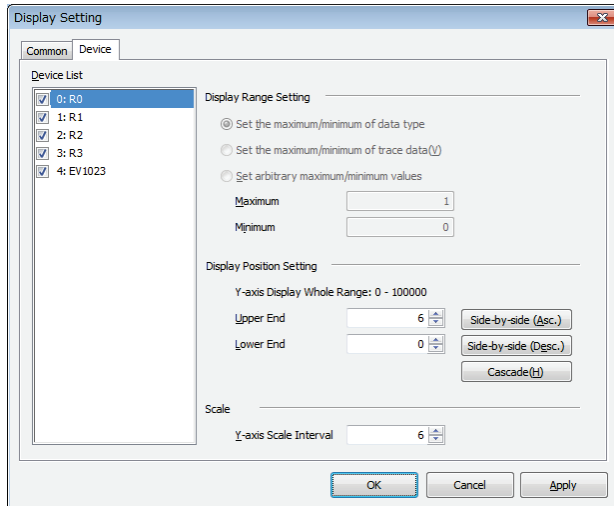 Display Setting
Common Device
Device List
0: R0
1: R1
2: R2
3: R3
4: EV1023
Display Range Setting
Set the maximum/minimum of data type
Set the maximum/minimum of trace data(V)
Set arbitrary maximum/minimum values
Maximum 1
Minimum 0
Display Position Setting
Y-axis Display Whole Range: 0 - 100000
Upper End 6 Side-by-side (Asc.)
Lower End 0 Side-by-side (Desc.)
Cascade(H)
Scale
Y-axis Scale Interval 6
OK Cancel Apply